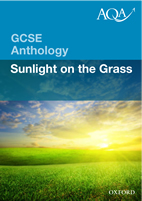 AQA
GCSE
Anthology
Sunlight on the Grass
OXFORD